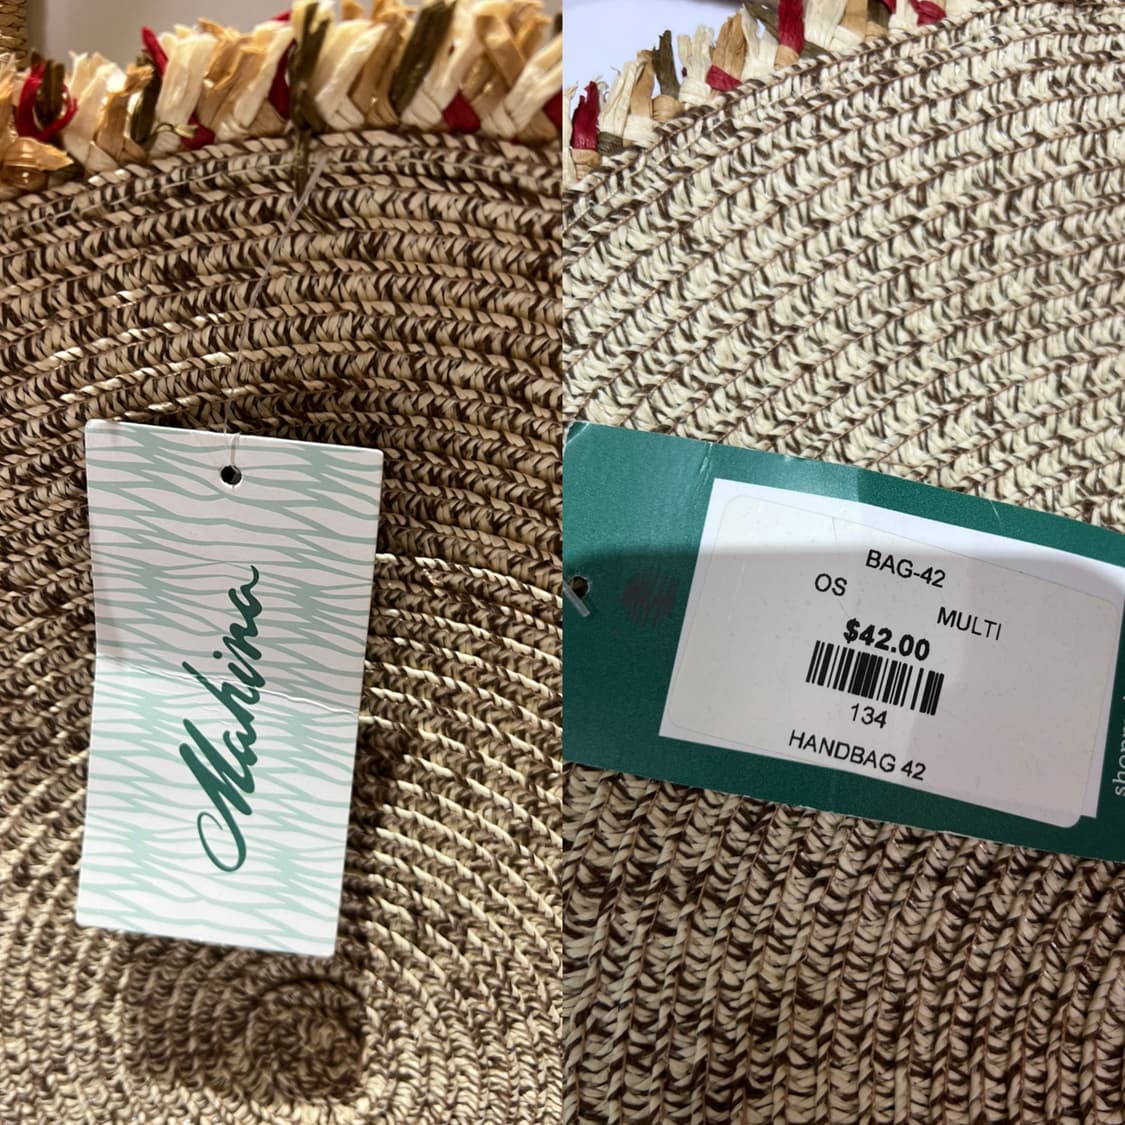 Mahina
BAG-42
OS
MULTI
$42.00
134
HANDBAG 42